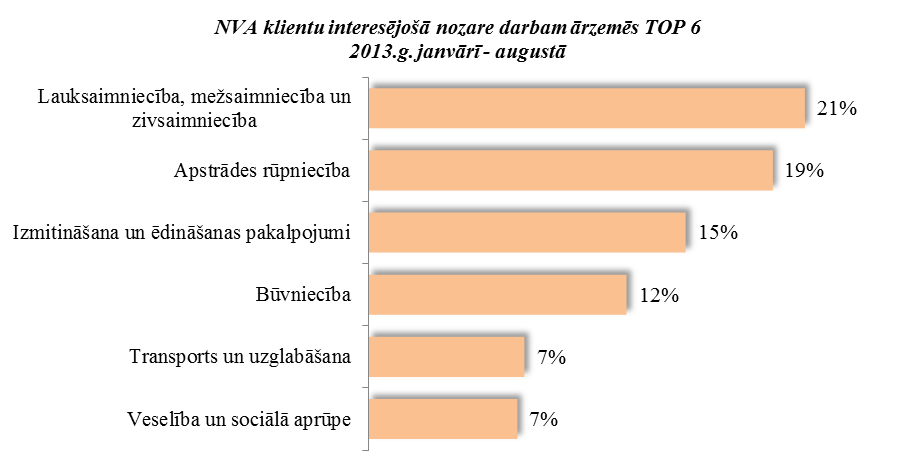 NVA klientu interesējošā nozare darbam ārzemēs TOP 6
2013.g. janvārī - augustā
Lauksaimniecība, mežsaimniecība un
zivsaimniecība
21%
Apstrādes rūpniecība
19%
Izmitināšana un ēdināšanas pakalpojumi
15%
Būvniecība
12%
Transports un uzglabāšana
7%
Veselība un sociālā aprūpe
7%